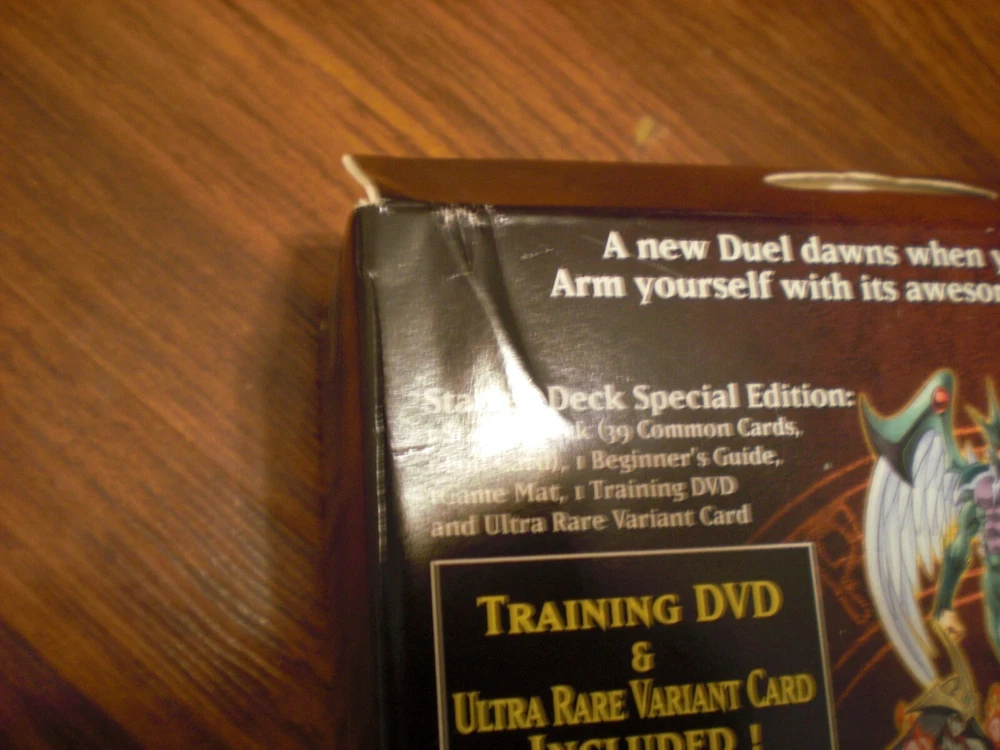 A new Duel dawns when
Arm yourself with its
Deck Special Edition:
(39 Common Cards,
1 Beginner's Guide,
Game Mat, 1 Training DVD
and Ultra Rare Variant Card
TRAINING DVD
&
ULTRA RARE VARIANT CARD
INCLUDED !